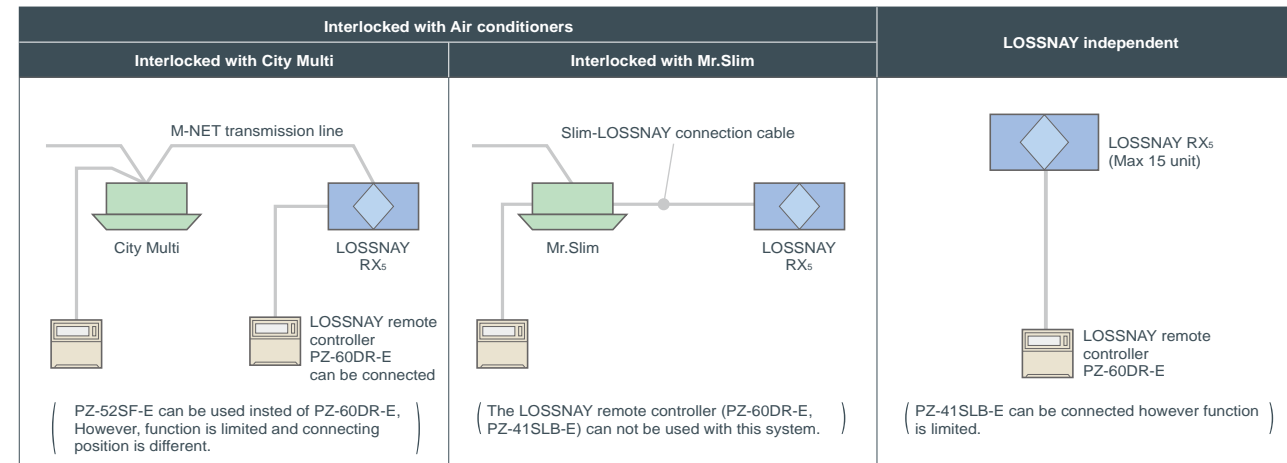 Interlocked with Air conditioners
LOSSNAY independent
Interlocked with City Multi
Interlocked with Mr.Slim
M-NET transmission line
City Multi
LOSSNAY
RX₅
LOSSNAY remote
controller
PZ-60DR-E
can be connected
PZ-52SF-E can be used insted of PZ-60DR-E,
However, function is limited and connecting
position is different.
Slim-LOSSNAY connection cable
Mr.Slim
LOSSNAY
RX₅
The LOSSNAY remote controller (PZ-60DR-E,
PZ-41SLB-E) can not be used with this system.
LOSSNAY RX₅
(Max 15 unit)
LOSSNAY remote
controller
PZ-60DR-E
PZ-41SLB-E can be connected however function
is limited.